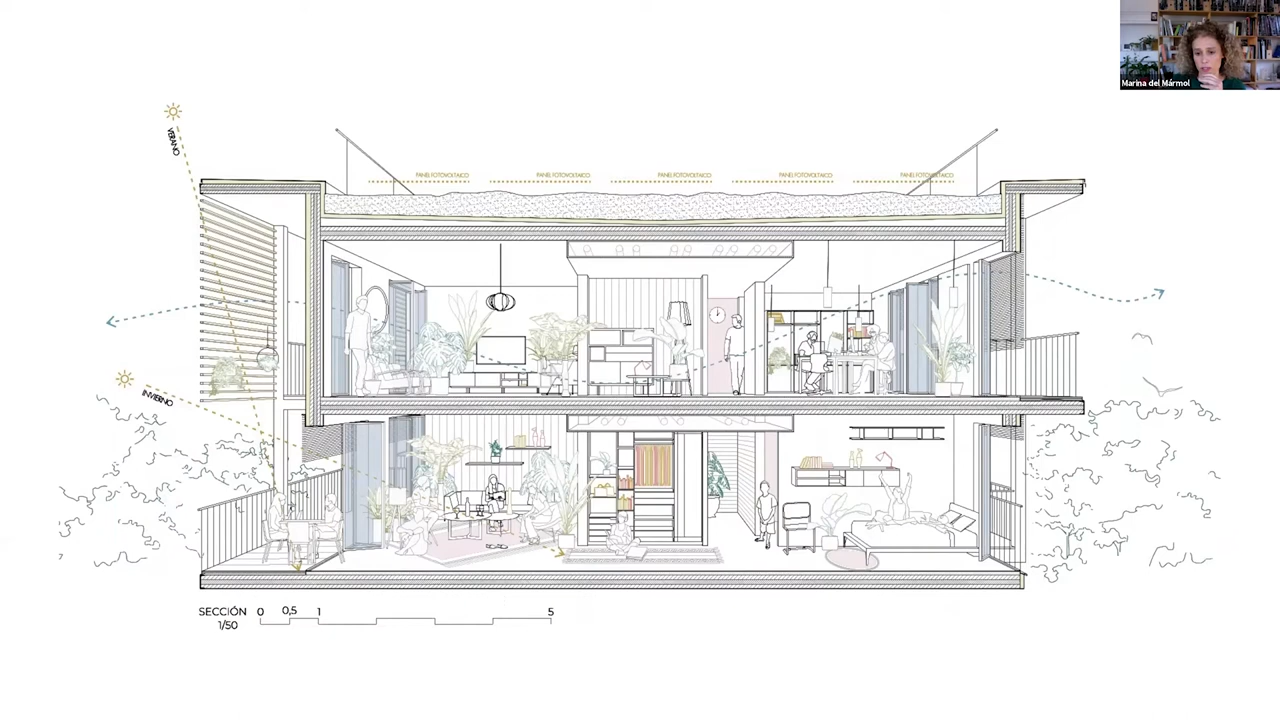 Marina del Mármol
VERANO
PANEL FOTOVOLTAICO PANEL FOTOVOLTAICO PANEL FOTOVOLTAICO PANEL FOTOVOLTAICO PANEL FOTOVOLTAICO
INVIERNO
SECCIÓN 0 0,5 1 5
1/50